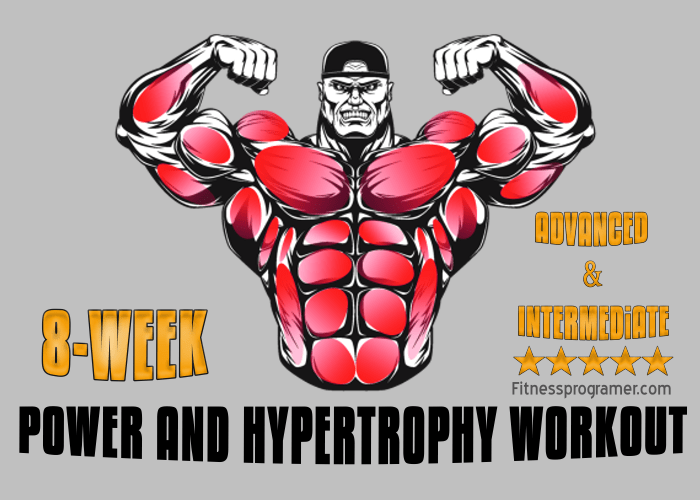 ADVANCED
&
INTERMEDiATE
8-WEEK
Fitnessprogramer.com
POWER AND HYPERTROPHY WORKOUT